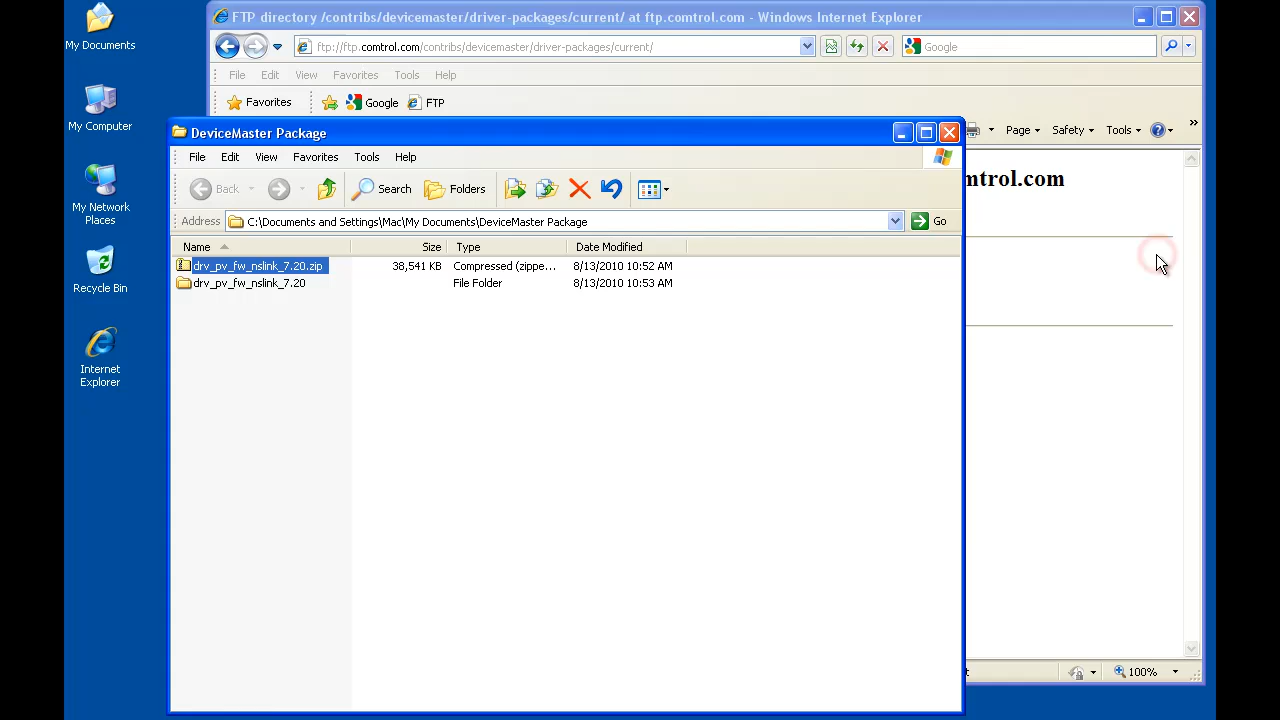 My Documents
My Computer
My Network
Places
Recycle Bin
Internet
Explorer
FTP directory /contribs/devicemaster/driver-packages/current/ at ftp.comtrol.com - Windows Internet Explorer
ftp://ftp.comtrol.com/contribs/devicemaster/driver-packages/current/
Google
File Edit View Favorites Tools Help
Favorites Google FTP
Page Safety Tools »
mtrol.com
100%
DeviceMaster Package
File Edit View Favorites Tools Help
Back Search Folders
Address C:\Documents and Settings\Mac\My Documents\DeviceMaster Package Go
Name Size Type Date Modified
drv_pv_fw_nslink_7.20.zip 38,541 KB Compressed (zippe... 8/13/2010 10:52 AM
drv_pv_fw_nslink_7.20 File Folder 8/13/2010 10:53 AM